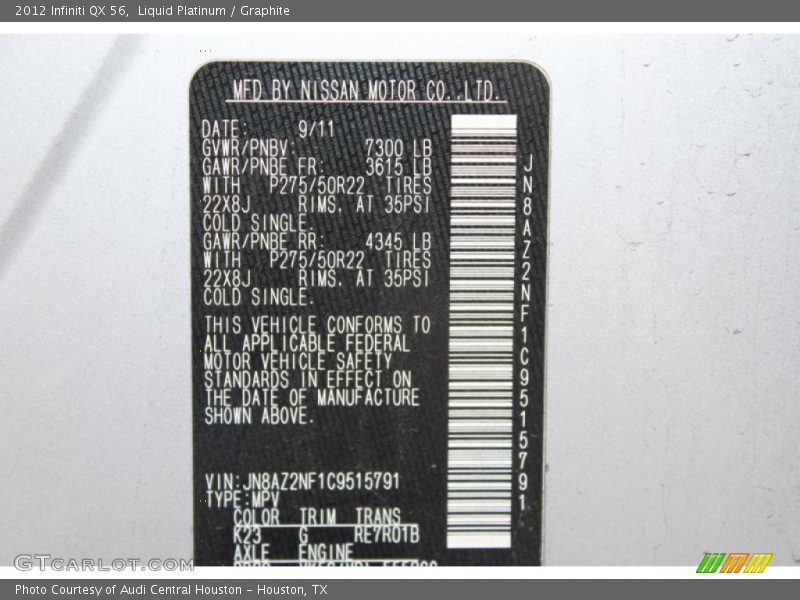 2012 Infiniti QX 56,  Liquid Platinum / Graphite
MFD BY NISSAN MOTOR CO.,LTD.
DATE: 9/11
GVWR/PNBV: 7300 LB
GAWR/PNBE FR: 3615 LB
WITH P275/50R22 TIRES
22X8J RIMS, AT 35PSI
COLD SINGLE.
GAWR/PNBE RR: 4345 LB
WITH P275/50R22 TIRES
22X8J RIMS, AT 35PSI
COLD SINGLE.
THIS VEHICLE CONFORMS TO
ALL APPLICABLE FEDERAL
MOTOR VEHICLE SAFETY
STANDARDS IN EFFECT ON
THE DATE OF MANUFACTURE
SHOWN ABOVE.
VIN:JN8AZ2NF1C9515791
TYPE:MPV
COLOR TRIM TRANS
K23 G RE7R01B
AXLE ENGINE
JN8AZ2NF1C9515791
GTcarlot.com
Photo Courtesy of Audi Central Houston – Houston, TX